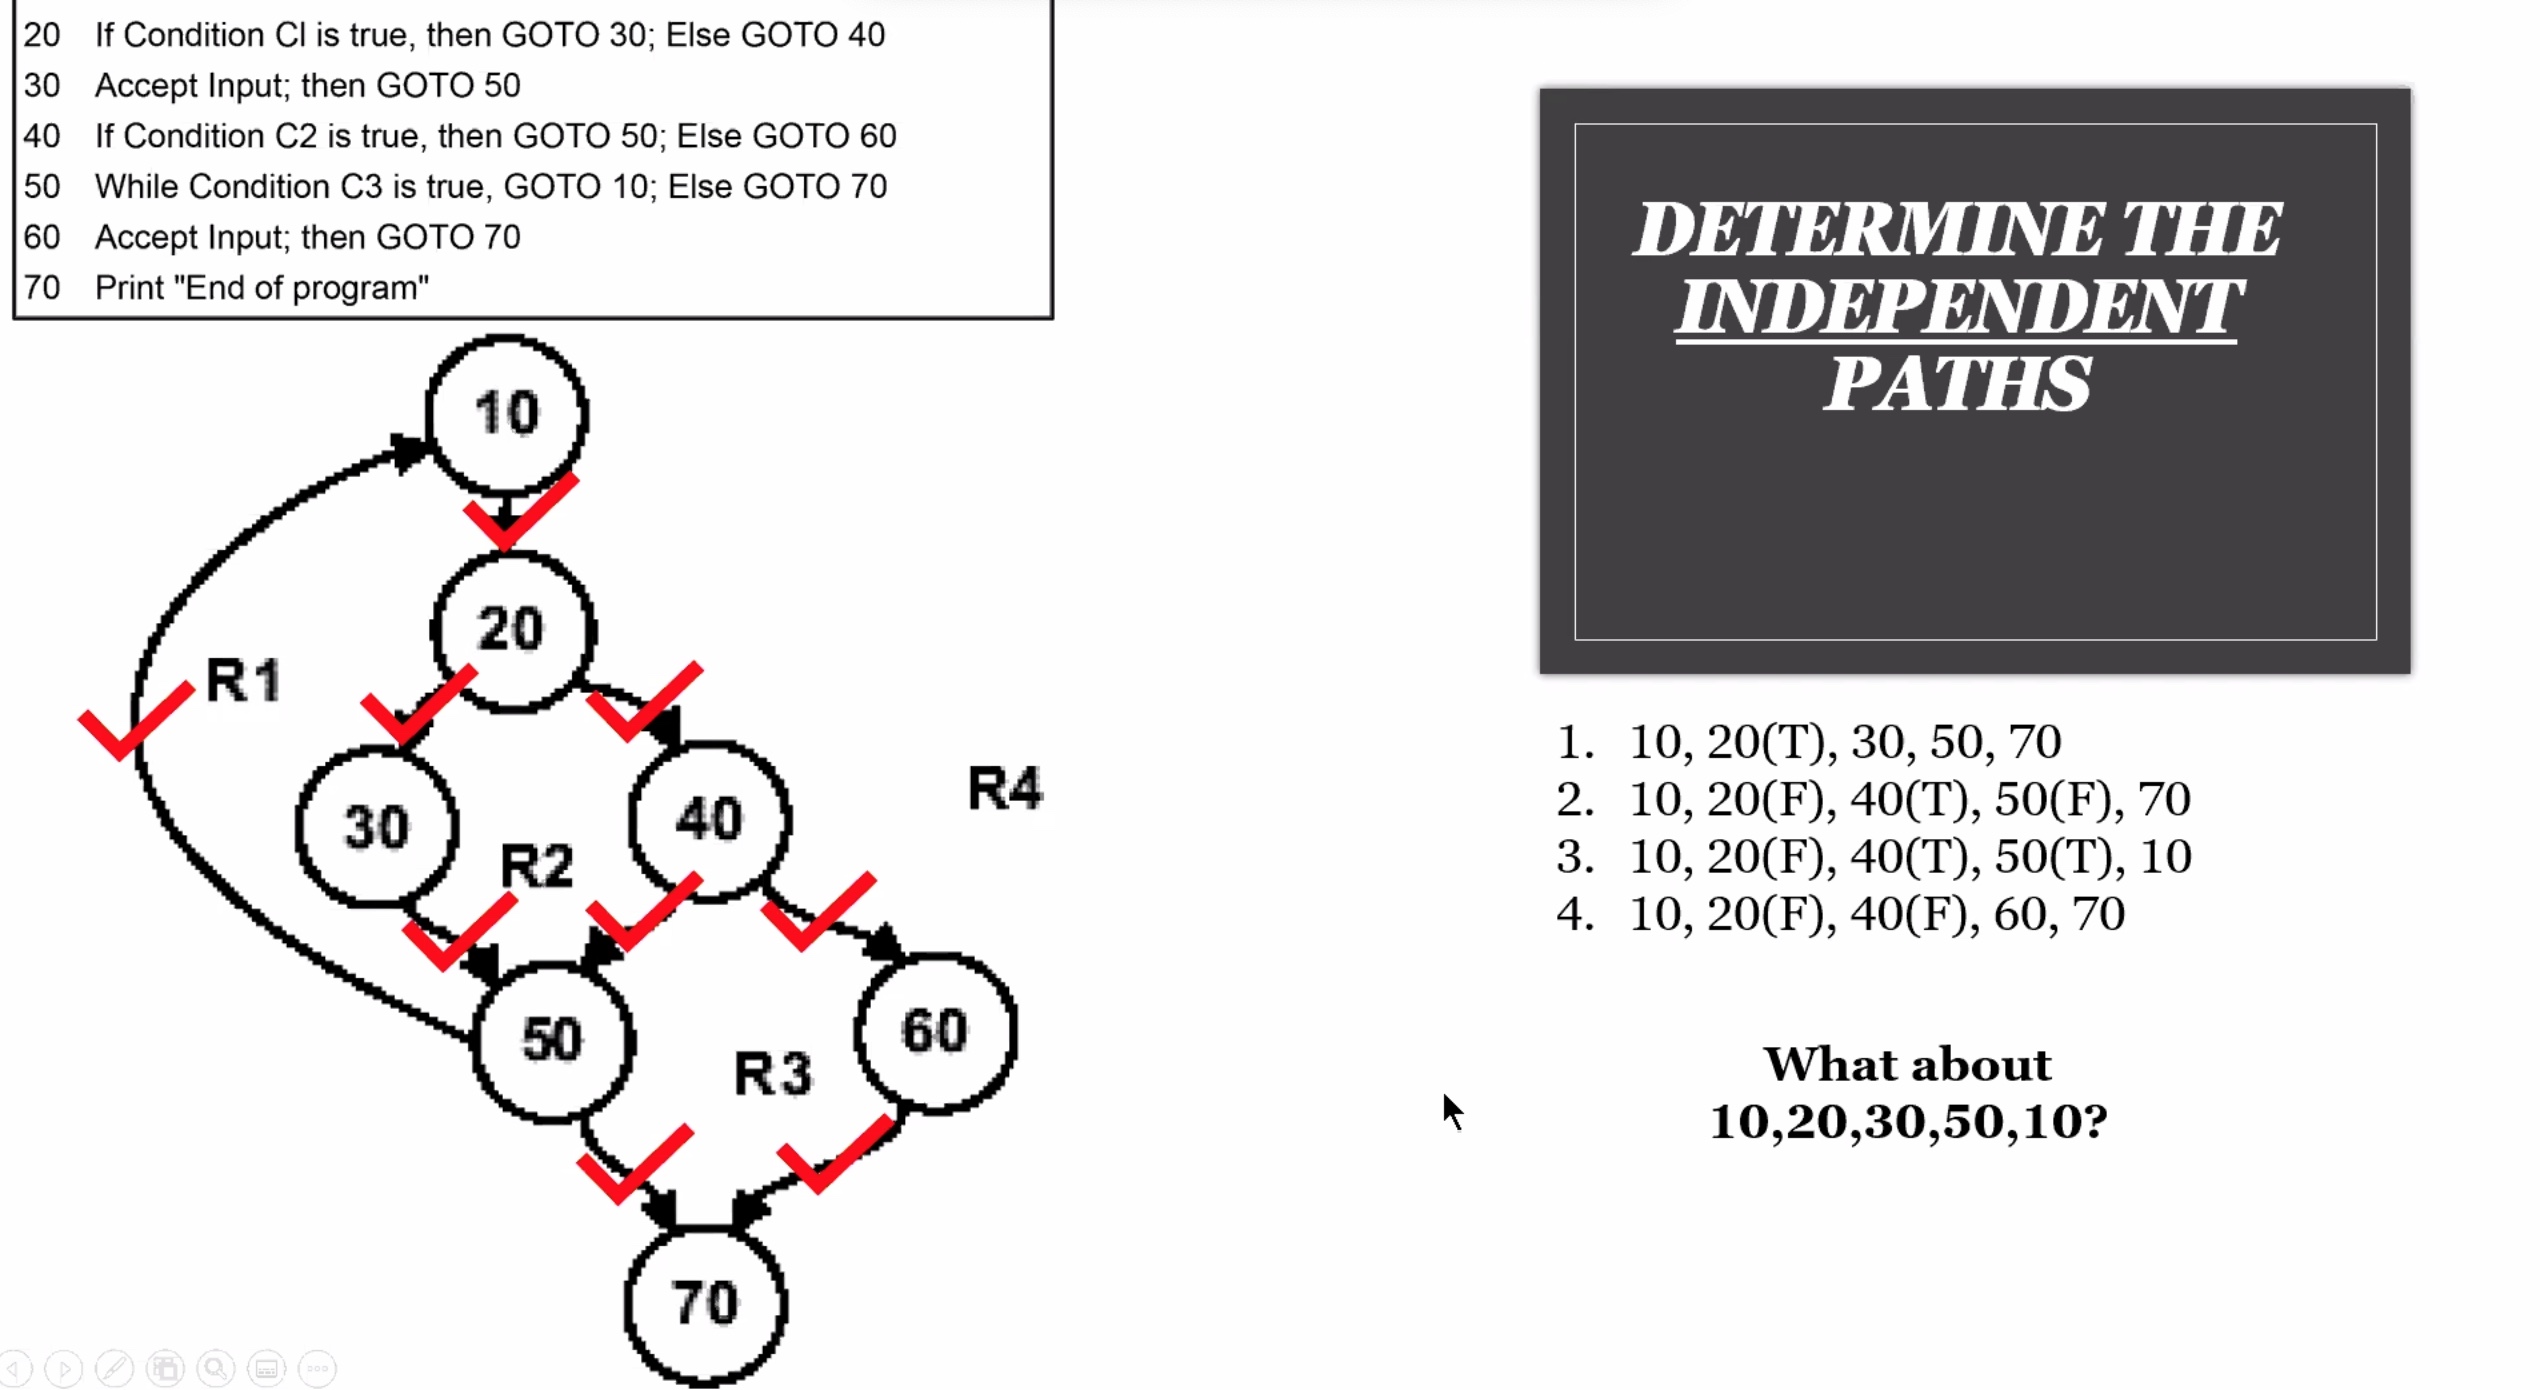 20 If Condition Cl is true, then GOTO 30; Else GOTO 40
30 Accept Input; then GOTO 50
40 If Condition C2 is true, then GOTO 50; Else GOTO 60
50 While Condition C3 is true, GOTO 10; Else GOTO 70
60 Accept Input; then GOTO 70
70 Print "End of program"
10
20
R1
30
40
R4
R2
50
60
R3
70
DETERMINE THE
INDEPENDENT
PATHS
1. 10, 20(T), 30, 50, 70
2. 10, 20(F), 40(T), 50(F), 70
3. 10, 20(F), 40(T), 50(T), 10
4. 10, 20(F), 40(F), 60, 70
What about
10,20,30,50,10?